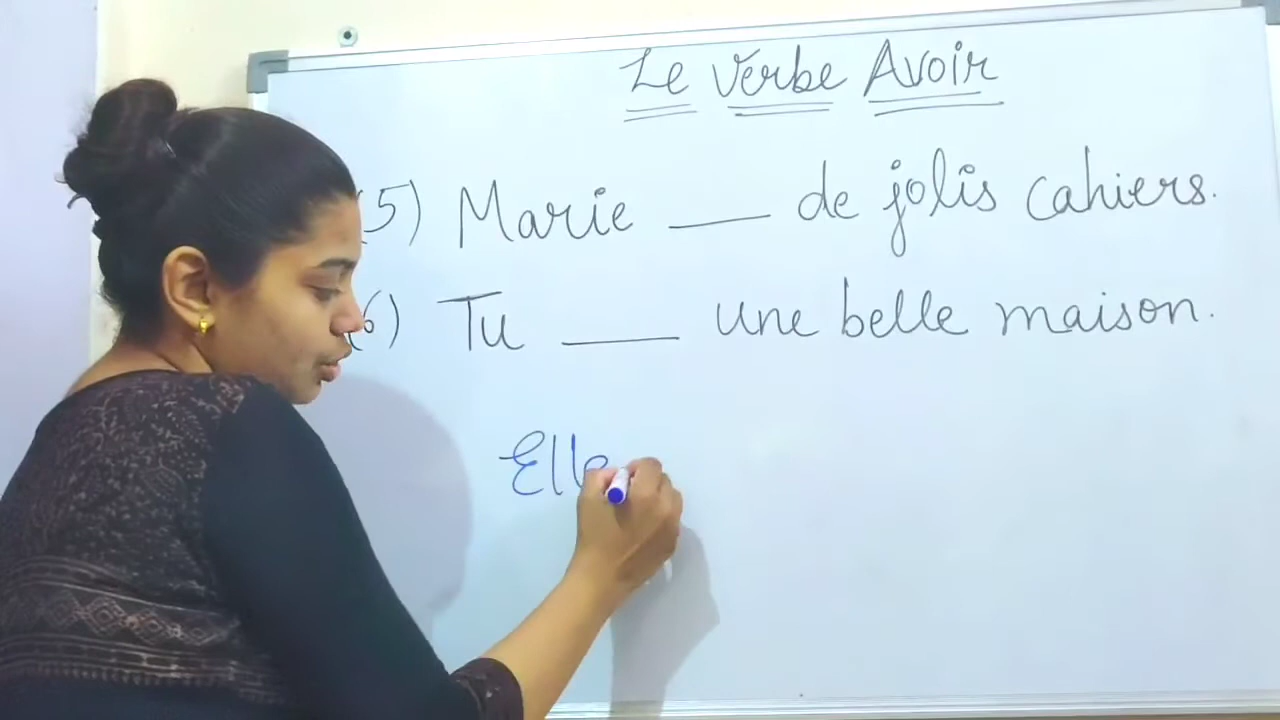 Le Verbe Avoir
(5) Marie ___ de jolis cahiers.
(6) Tu ___ une belle maison.
Elle